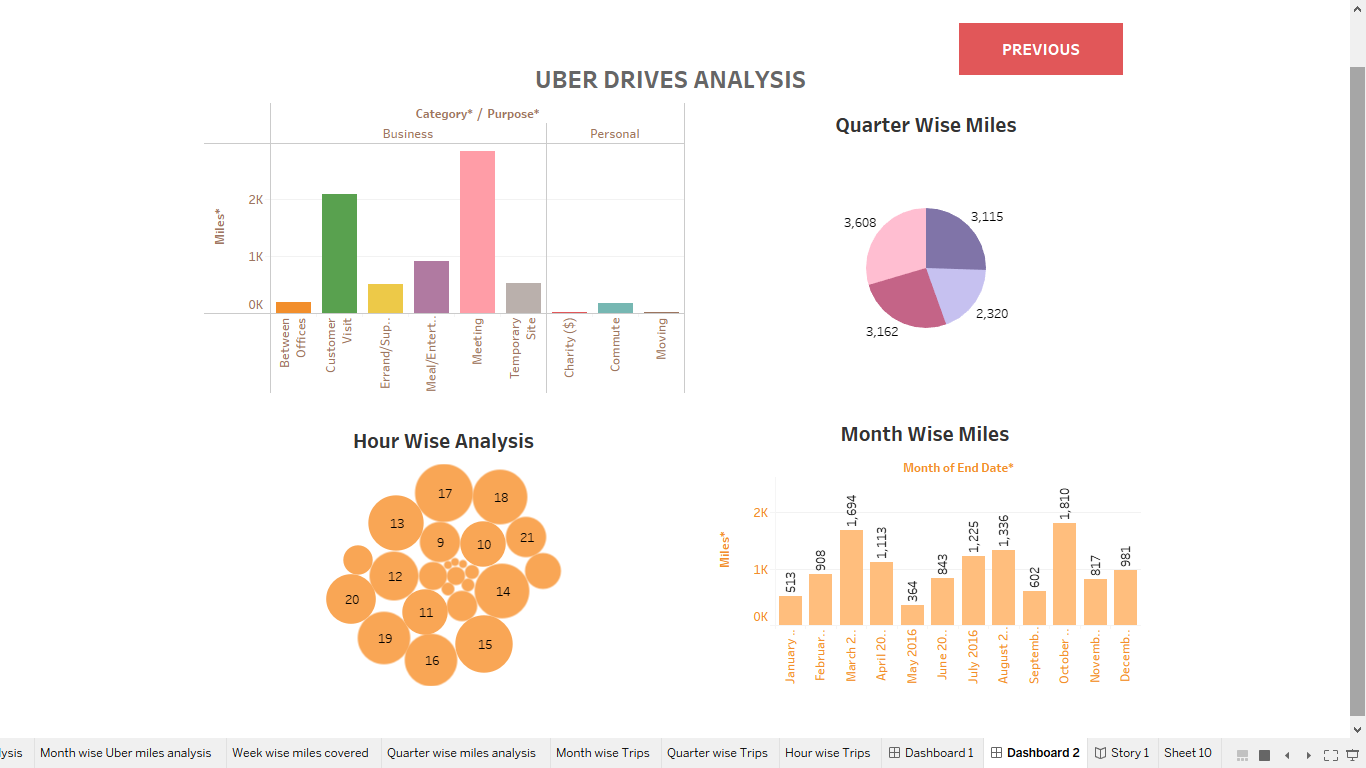 PREVIOUS
UBER DRIVES ANALYSIS
Category* / Purpose*
Business
Personal
Miles*
2K
1K
0K
Between Offices
Customer Visit
Errand/Sup..
Meal/Entert..
Meeting
Temporary Site
Charity ($)
Commute
Moving
Quarter Wise Miles
3,608
3,115
2,320
3,162
Hour Wise Analysis
17
18
13
9
10
21
12
14
20
11
19
15
16
Month Wise Miles
Month of End Date*
Miles*
2K
1K
0K
513
908
1,694
1,113
364
843
1,225
1,336
602
1,810
817
981
January ..
Februar..
March 2..
April 20..
May 2016
June 20..
July 2016
August 2..
Septemb..
October ..
Novemb..
Decemb..
lysis
Month wise Uber miles analysis
Week wise miles covered
Quarter wise miles analysis
Month wise Trips
Quarter wise Trips
Hour wise Trips
Dashboard 1
Dashboard 2
Story 1
Sheet 10